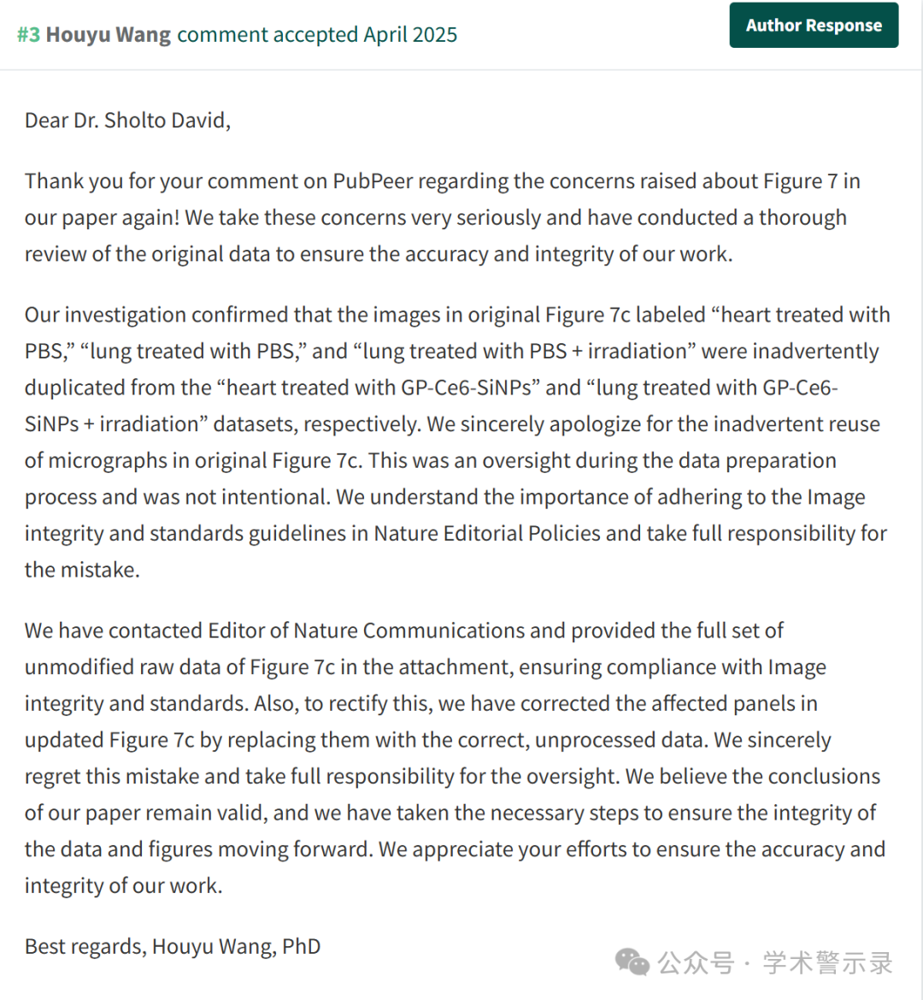 #3 Houyu Wang comment accepted April 2025
Author Response
Dear Dr. Sholto David,
Thank you for your comment on PubPeer regarding the concerns raised about Figure 7 in
our paper again! We take these concerns very seriously and have conducted a thorough
review of the original data to ensure the accuracy and integrity of our work.
Our investigation confirmed that the images in original Figure 7c labeled “heart treated with
PBS,” “lung treated with PBS,” and “lung treated with PBS + irradiation” were inadvertently
duplicated from the “heart treated with GP-Ce6-SiNPs” and “lung treated with GP-Ce6-
SiNPs + irradiation” datasets, respectively. We sincerely apologize for the inadvertent reuse
of micrographs in original Figure 7c. This was an oversight during the data preparation
process and was not intentional. We understand the importance of adhering to the Image
integrity and standards guidelines in Nature Editorial Policies and take full responsibility for
the mistake.
We have contacted Editor of Nature Communications and provided the full set of
unmodified raw data of Figure 7c in the attachment, ensuring compliance with Image
integrity and standards. Also, to rectify this, we have corrected the affected panels in
updated Figure 7c by replacing them with the correct, unprocessed data. We sincerely
regret this mistake and take full responsibility for the oversight. We believe the conclusions
of our paper remain valid, and we have taken the necessary steps to ensure the integrity of
the data and figures moving forward. We appreciate your efforts to ensure the accuracy and
integrity of our work.
Best regards, Houyu Wang, PhD
公众号 · 学术警示录